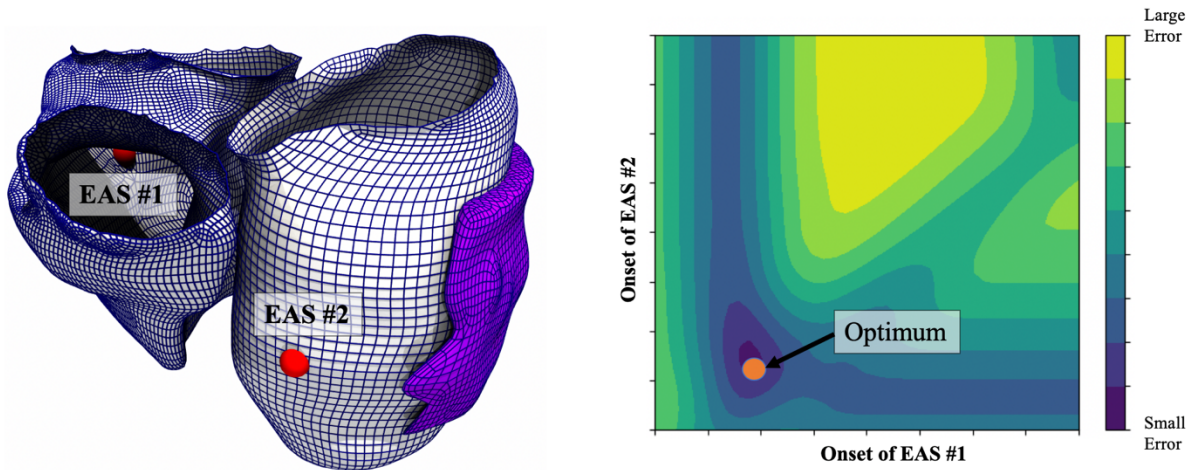 EAS #1
EAS #2
Onset of EAS #2
Optimum
Onset of EAS #1
Large
Error
Small
Error